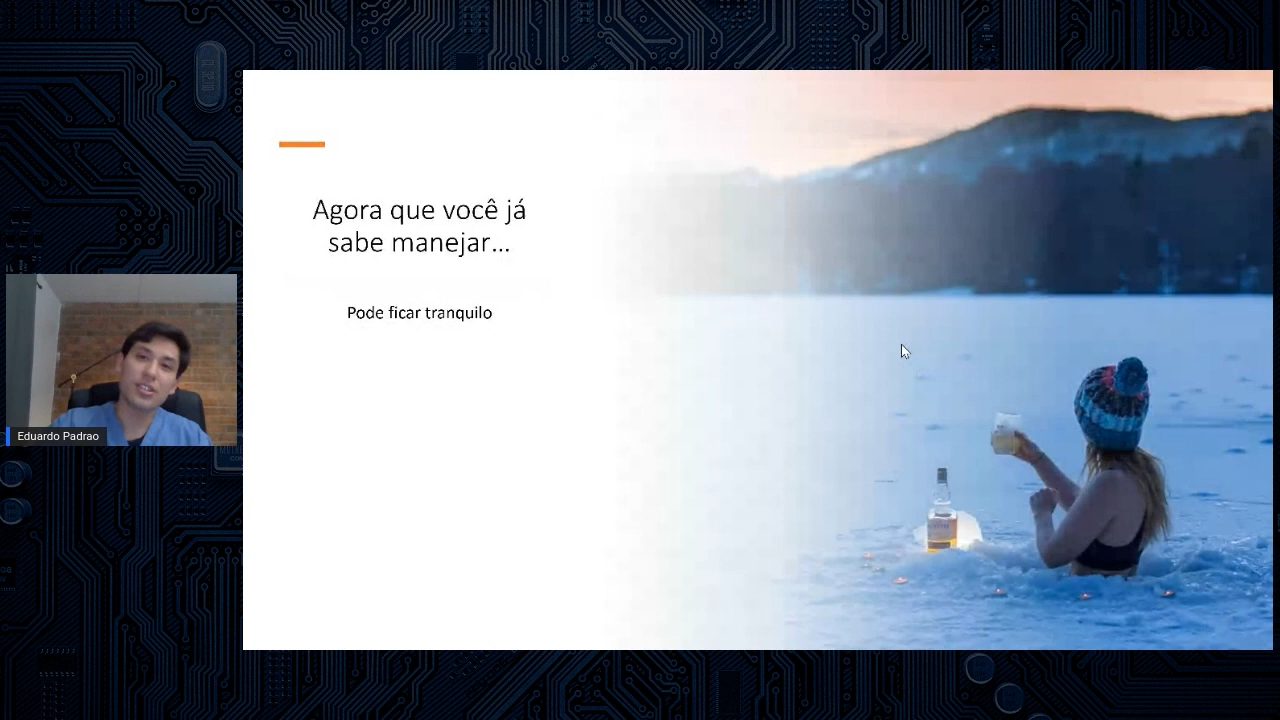 Agora que você já
sabe manejar...
Pode ficar tranquilo
Eduardo Padrao